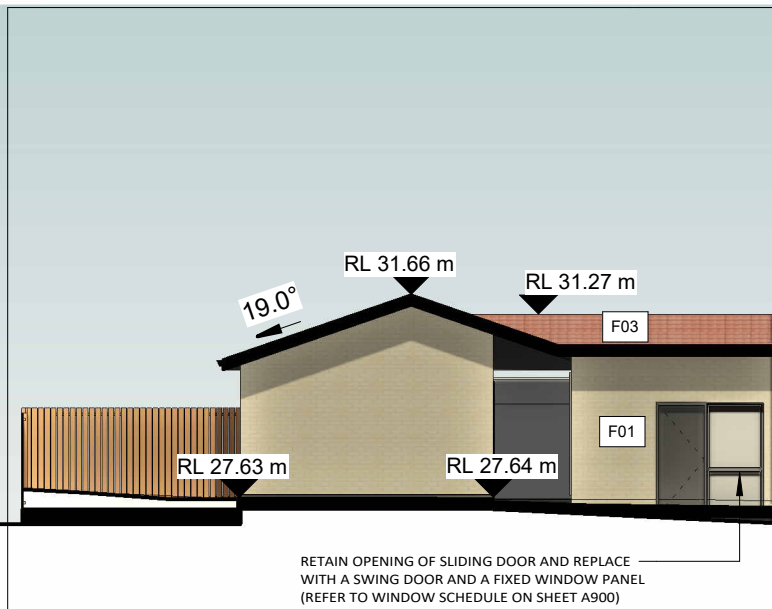 RL 31.66 m
RL 31.27 m
19.0°
F03
F01
RL 27.63 m
RL 27.64 m
RETAIN OPENING OF SLIDING DOOR AND REPLACE
WITH A SWING DOOR AND A FIXED WINDOW PANEL
(REFER TO WINDOW SCHEDULE ON SHEET A900)